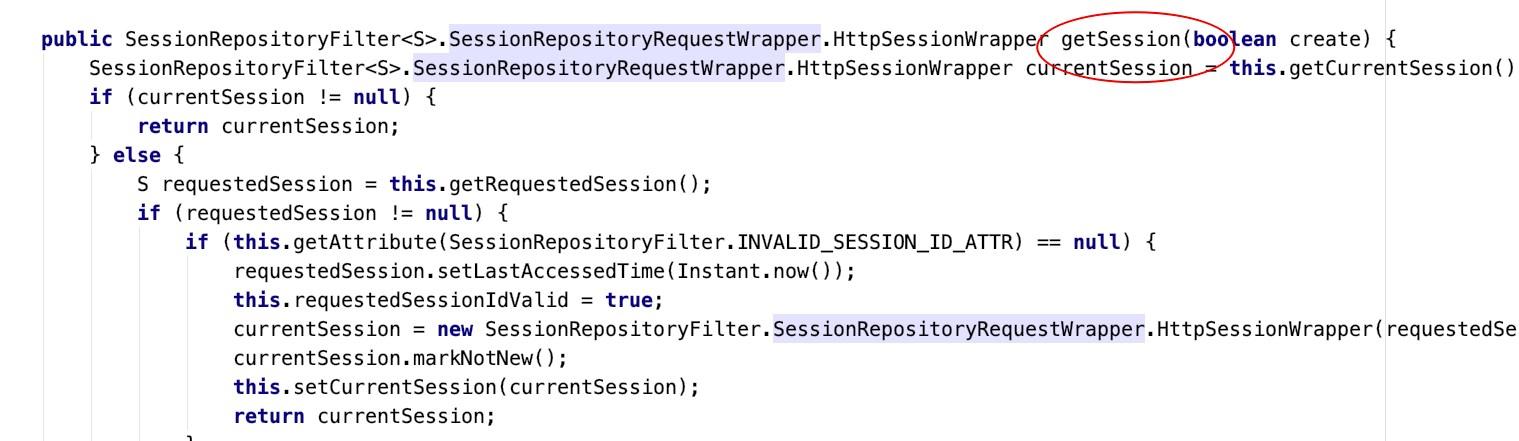 public SessionRepositoryFilter<S>.SessionRepositoryRequestWrapper.HttpSessionWrapper getSession(boolean create) {
SessionRepositoryFilter<S>.SessionRepositoryRequestWrapper.HttpSessionWrapper currentSession = this.getCurrentSession()
if (currentSession != null) {
return currentSession;
} else {
S requestedSession = this.getRequestedSession();
if (requestedSession != null) {
if (this.getAttribute(SessionRepositoryFilter.INVALID_SESSION_ID_ATTR) == null) {
requestedSession.setLastAccessedTime(Instant.now());
this.requestedSessionIdValid = true;
currentSession = new SessionRepositoryFilter.SessionRepositoryRequestWrapper.HttpSessionWrapper(requestedSe
currentSession.markNotNew();
this.setCurrentSession(currentSession);
return currentSession;
}